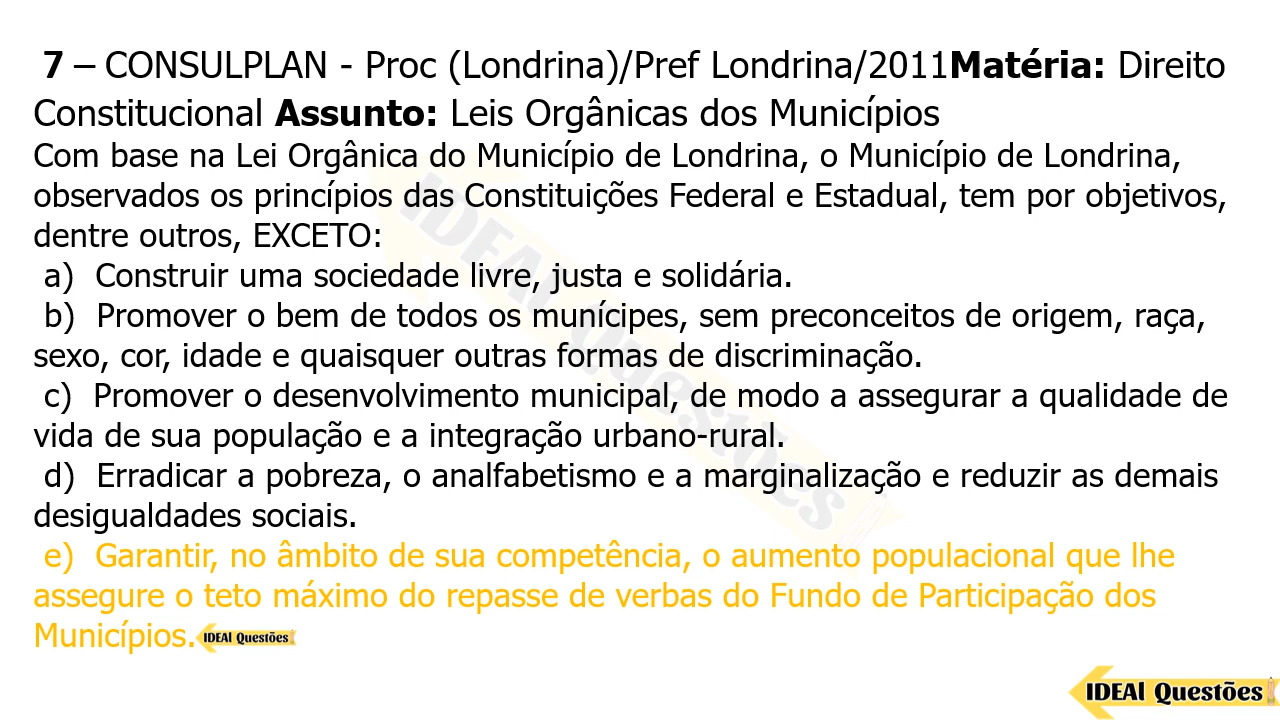 7 – CONSULPLAN - Proc (Londrina)/Pref Londrina/2011Matéria: Direito
Constitucional Assunto: Leis Orgânicas dos Municípios
Com base na Lei Orgânica do Município de Londrina, o Município de Londrina,
observados os princípios das Constituições Federal e Estadual, tem por objetivos,
dentre outros, EXCETO:
a) Construir uma sociedade livre, justa e solidária.
b) Promover o bem de todos os munícipes, sem preconceitos de origem, raça,
sexo, cor, idade e quaisquer outras formas de discriminação.
c) Promover o desenvolvimento municipal, de modo a assegurar a qualidade de
vida de sua população e a integração urbano-rural.
d) Erradicar a pobreza, o analfabetismo e a marginalização e reduzir as demais
desigualdades sociais.
e) Garantir, no âmbito de sua competência, o aumento populacional que lhe
assegure o teto máximo do repasse de verbas do Fundo de Participação dos
Municípios. IDEAl Questões
IDEAl Questões
IDEAl Questões